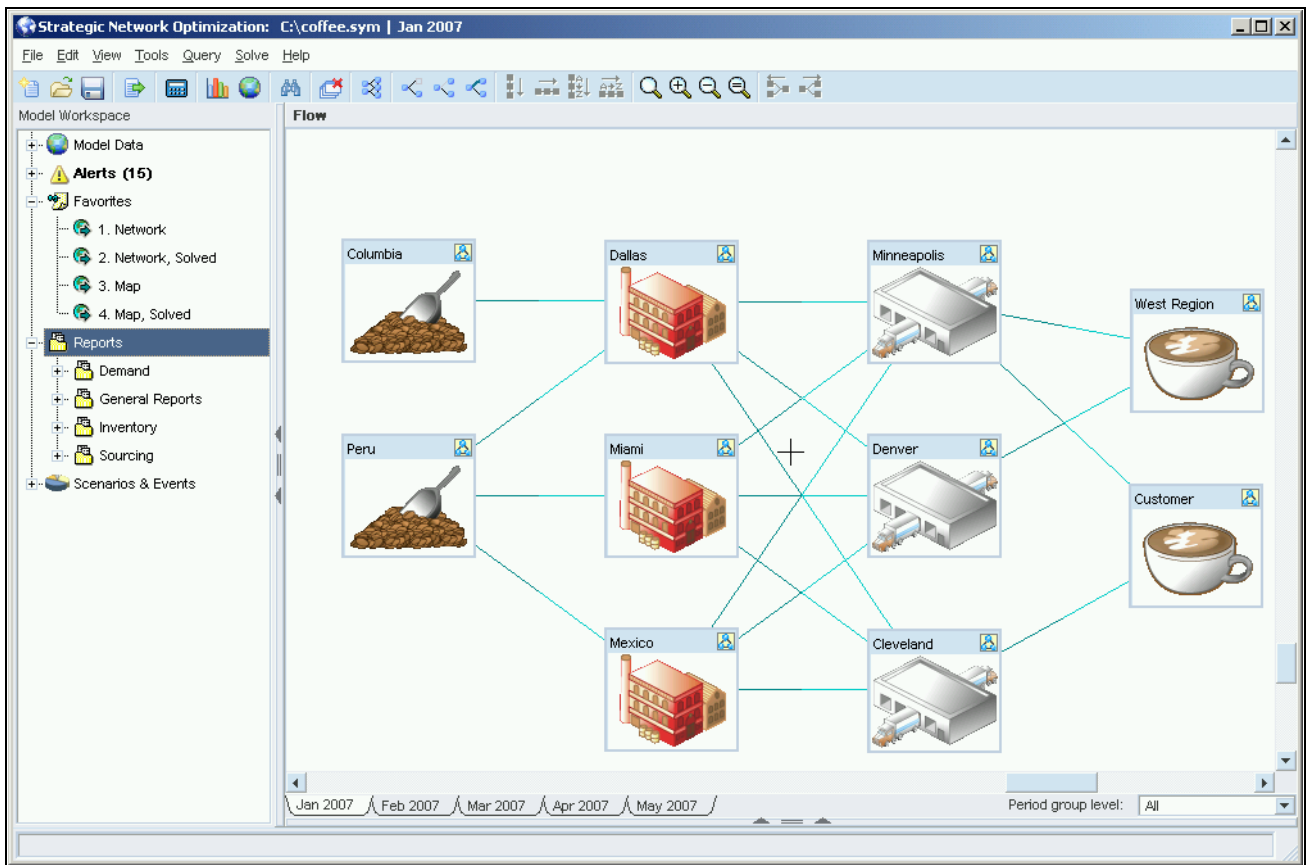 Strategic Network Optimization: C:\coffee.sym | Jan 2007
File Edit View Tools Query Solve Help
Model Workspace
Flow
Model Data
Alerts (15)
Favorites
1. Network
2. Network, Solved
3. Map
4. Map, Solved
Reports
Demand
General Reports
Inventory
Sourcing
Scenarios & Events
Columbia
Dallas
Minneapolis
West Region
Peru
Miami
Denver
Customer
Mexico
Cleveland
Jan 2007 Feb 2007 Mar 2007 Apr 2007 May 2007
Period group level: All